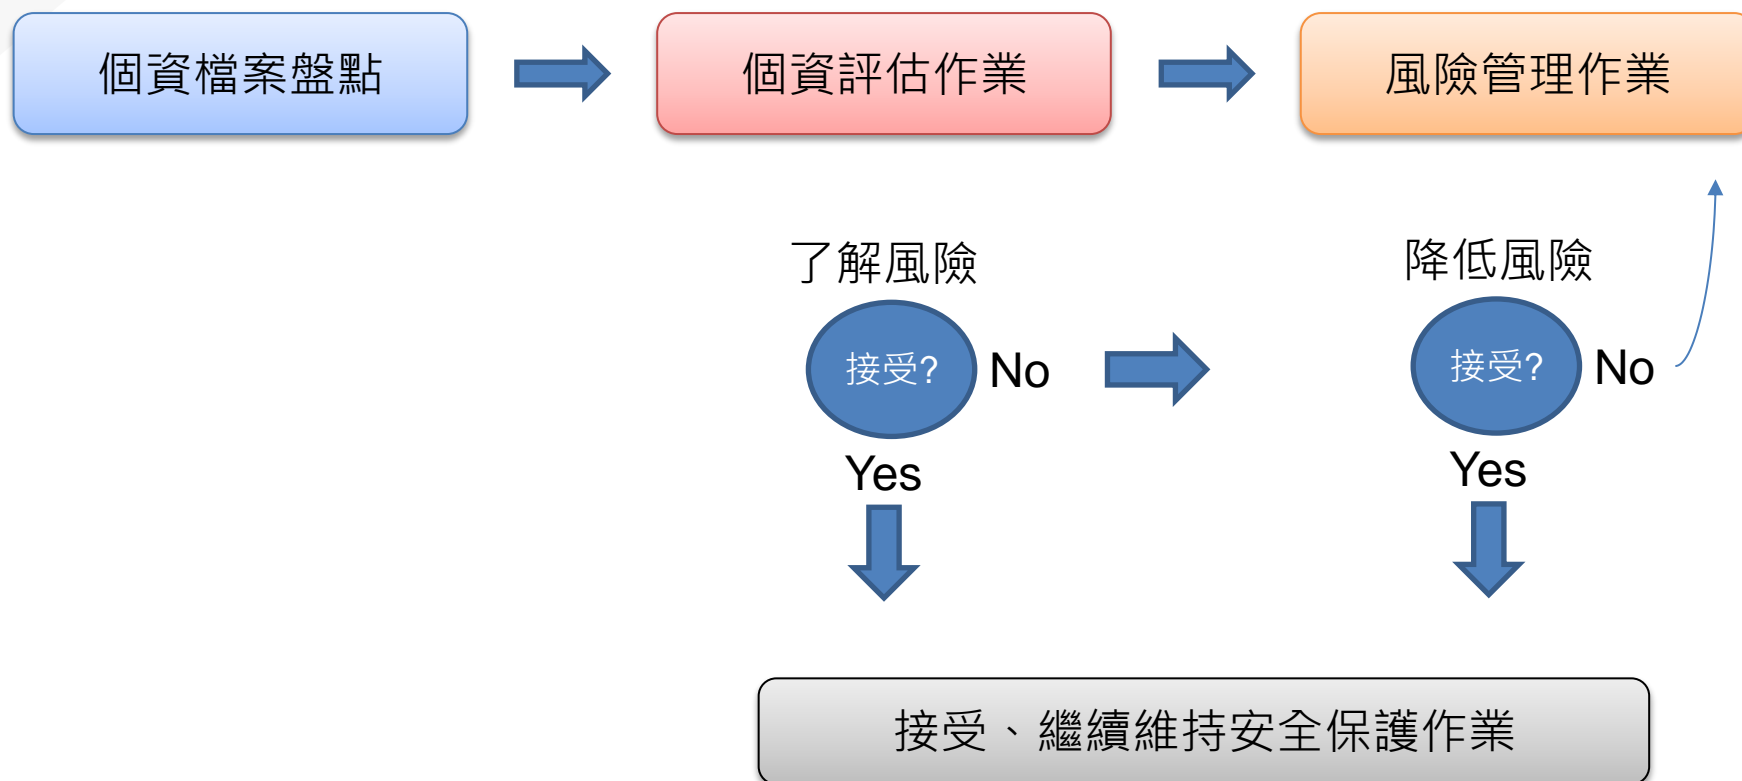 個資檔案盤點
個資評估作業
風險管理作業
了解風險
降低風險
接受?
No
接受?
No
Yes
Yes
接受、繼續維持安全保護作業